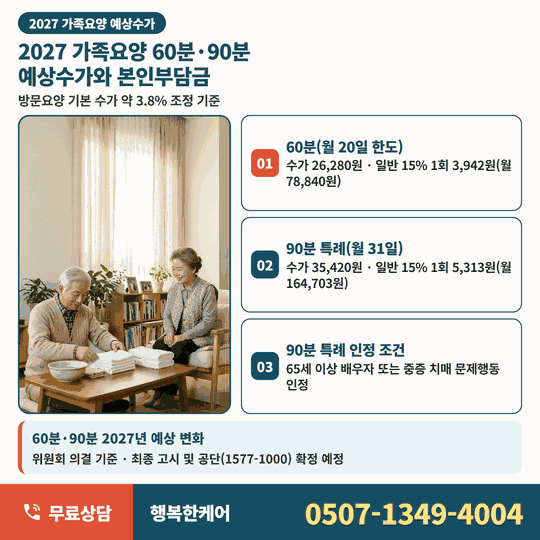 2027 가족요양 예상수가
2027 가족요양 60분·90분
예상수가와 본인부담금
방문요양 기본 수가 약 3.8% 조정 기준
01
60분(월 20일 한도)
수가 26,280원 · 일반 15% 1회 3,942원(월
78,840원)
02
90분 특례(월 31일)
수가 35,420원 · 일반 15% 1회 5,313원(월
164,703원)
03
90분 특례 인정 조건
65세 이상 배우자 또는 중증 치매 문제행동
인정
60분·90분 2027년 예상 변화
위원회 의결 기준 · 최종 고시 및 공단(1577-1000) 확정 예정
무료상담
행복한케어
0507-1349-4004